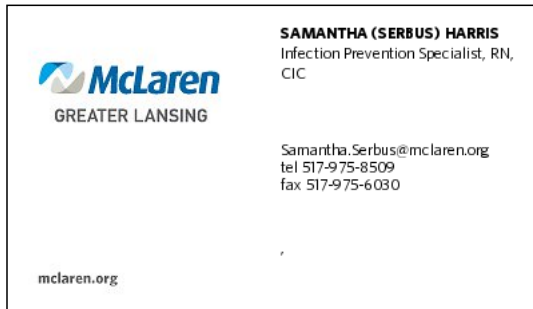 McLaren
GREATER LANSING
mclaren.org
SAMANTHA (SERBUS) HARRIS
Infection Prevention Specialist, RN,
CIC
Samantha.Serbus@mclaren.org
tel 517-975-8509
fax 517-975-6030
,